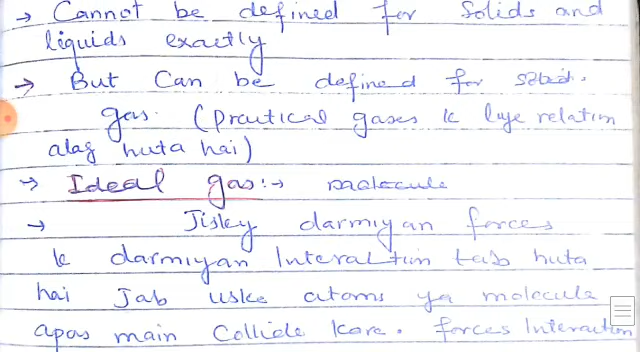 → Cannot be defined for solids and
liquids exactly
→ But Can be defined for
gas. (Practical gases k liye relation
alag huta hai)
→ Ideal gas :→ molecule
→ Jiskey darmiyan forces
k darmiyan Interaction tab huta
hai Jab uske atoms ya molecule
apas main Collide kare. forces Interaction